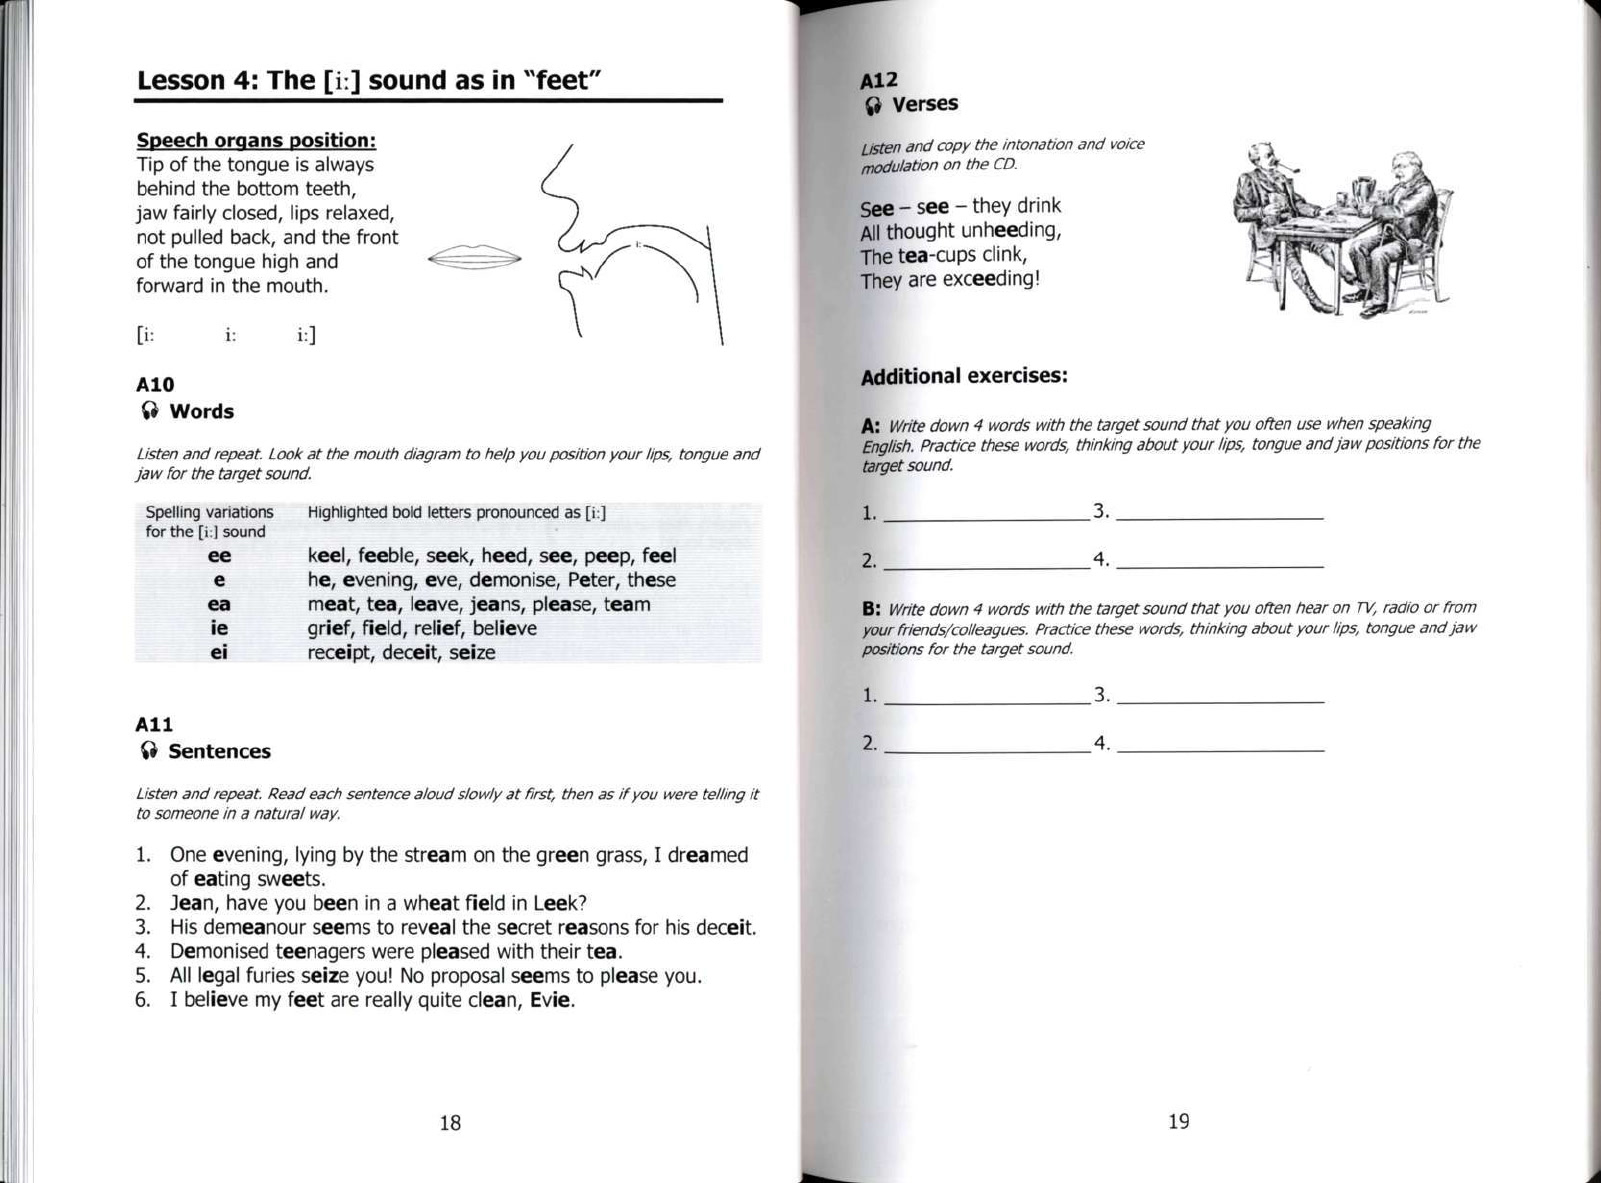 Lesson 4: The [i:] sound as in "feet"
Speech organs position:
Tip of the tongue is always
behind the bottom teeth,
jaw fairly closed, lips relaxed,
not pulled back, and the front
of the tongue high and
forward in the mouth.
i:
[i: i: i:]
A10
Words
Listen and repeat. Look at the mouth diagram to help you position your lips, tongue and
jaw for the target sound.
Spelling variations Highlighted bold letters pronounced as [i:]
for the [i:] sound
ee keel, feeble, seek, heed, see, peep, feel
e he, evening, eve, demonise, Peter, these
ea meat, tea, leave, jeans, please, team
ie grief, field, relief, believe
ei receipt, deceit, seize
A11
Sentences
Listen and repeat. Read each sentence aloud slowly at first, then as if you were telling it
to someone in a natural way.
1. One evening, lying by the stream on the green grass, I dreamed
of eating sweets.
2. Jean, have you been in a wheat field in Leek?
3. His demeanour seems to reveal the secret reasons for his deceit.
4. Demonised teenagers were pleased with their tea.
5. All legal furies seize you! No proposal seems to please you.
6. I believe my feet are really quite clean, Evie.
18
A12
Verses
Listen and copy the intonation and voice
modulation on the CD.
See – see – they drink
All thought unheeding,
The tea-cups clink,
They are exceeding!
Additional exercises:
A: Write down 4 words with the target sound that you often use when speaking
English. Practice these words, thinking about your lips, tongue and jaw positions for the
target sound.
1. 3.
2. 4.
B: Write down 4 words with the target sound that you often hear on TV, radio or from
your friends/colleagues. Practice these words, thinking about your lips, tongue and jaw
positions for the target sound.
1. 3.
2. 4.
19